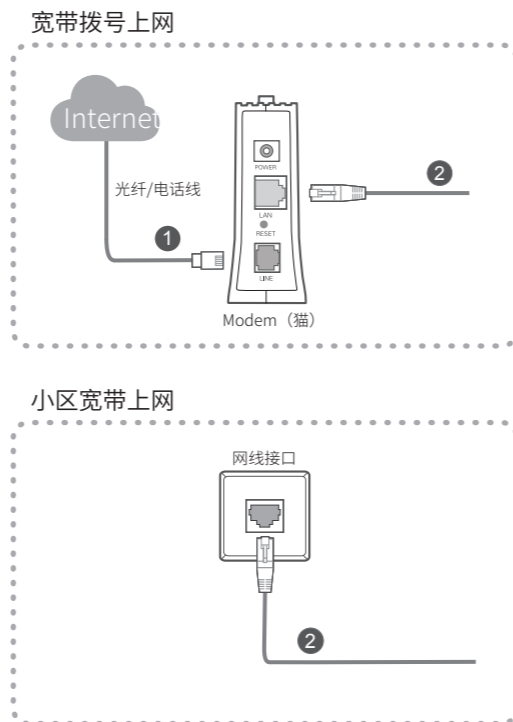 宽带拨号上网
Internet
光纤/电话线
1
POWER
LAN
RESET
LINE
2
Modem（猫）
小区宽带上网
网线接口
2